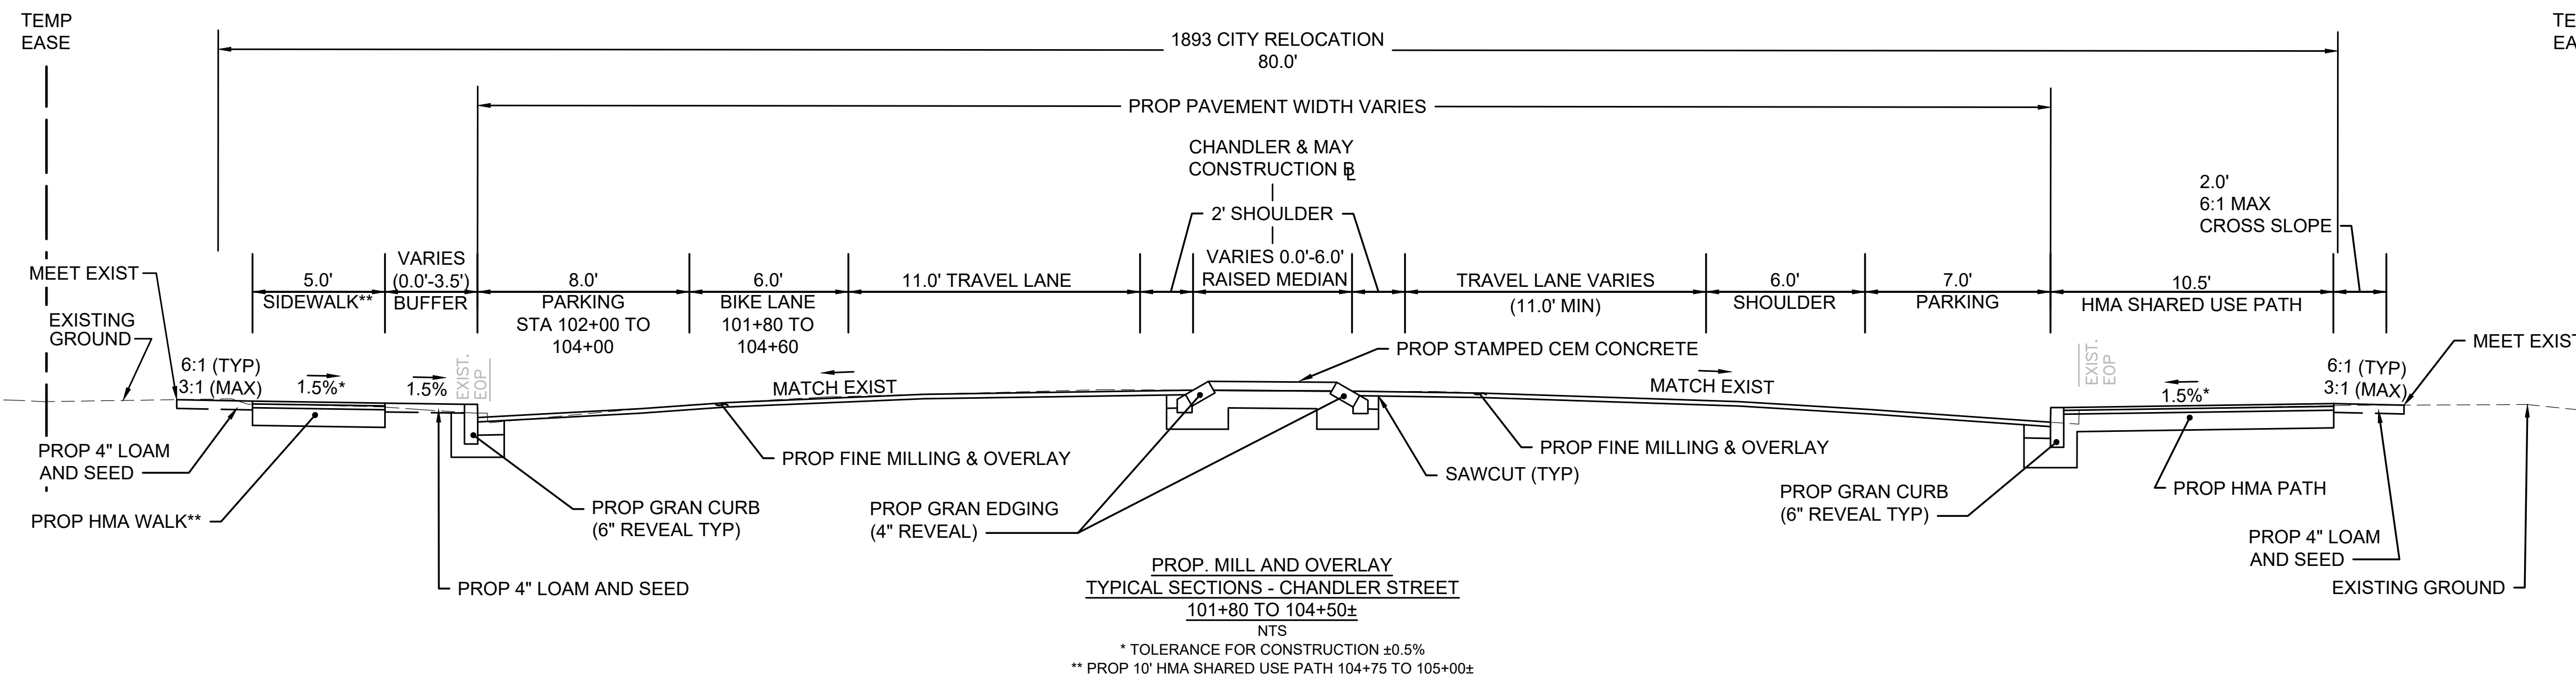 TEMP
EASE
TE
EA
1893 CITY RELOCATION
80.0'
PROP PAVEMENT WIDTH VARIES
CHANDLER & MAY
CONSTRUCTION BL
2' SHOULDER
2.0'
6:1 MAX
CROSS SLOPE
MEET EXIST
5.0'
SIDEWALK**
VARIES
(0.0'-3.5')
BUFFER
8.0'
PARKING
STA 102+00 TO
104+00
6.0'
BIKE LANE
101+80 TO
104+60
11.0' TRAVEL LANE
VARIES 0.0'-6.0'
RAISED MEDIAN
TRAVEL LANE VARIES
(11.0' MIN)
6.0'
SHOULDER
7.0'
PARKING
10.5'
HMA SHARED USE PATH
EXISTING
GROUND
6:1 (TYP)
3:1 (MAX)
1.5%*
1.5%
EXIST.
EOP
MATCH EXIST
PROP STAMPED CEM CONCRETE
MATCH EXIST
EXIST.
EOP
1.5%*
6:1 (TYP)
3:1 (MAX)
MEET EXIST
PROP 4" LOAM
AND SEED
PROP HMA WALK**
PROP FINE MILLING & OVERLAY
PROP GRAN CURB
(6" REVEAL TYP)
PROP GRAN EDGING
(4" REVEAL)
SAWCUT (TYP)
PROP FINE MILLING & OVERLAY
PROP GRAN CURB
(6" REVEAL TYP)
PROP HMA PATH
PROP 4" LOAM
AND SEED
EXISTING GROUND
PROP 4" LOAM AND SEED
PROP. MILL AND OVERLAY
TYPICAL SECTIONS - CHANDLER STREET
101+80 TO 104+50±
NTS
* TOLERANCE FOR CONSTRUCTION ±0.5%
** PROP 10' HMA SHARED USE PATH 104+75 TO 105+00±